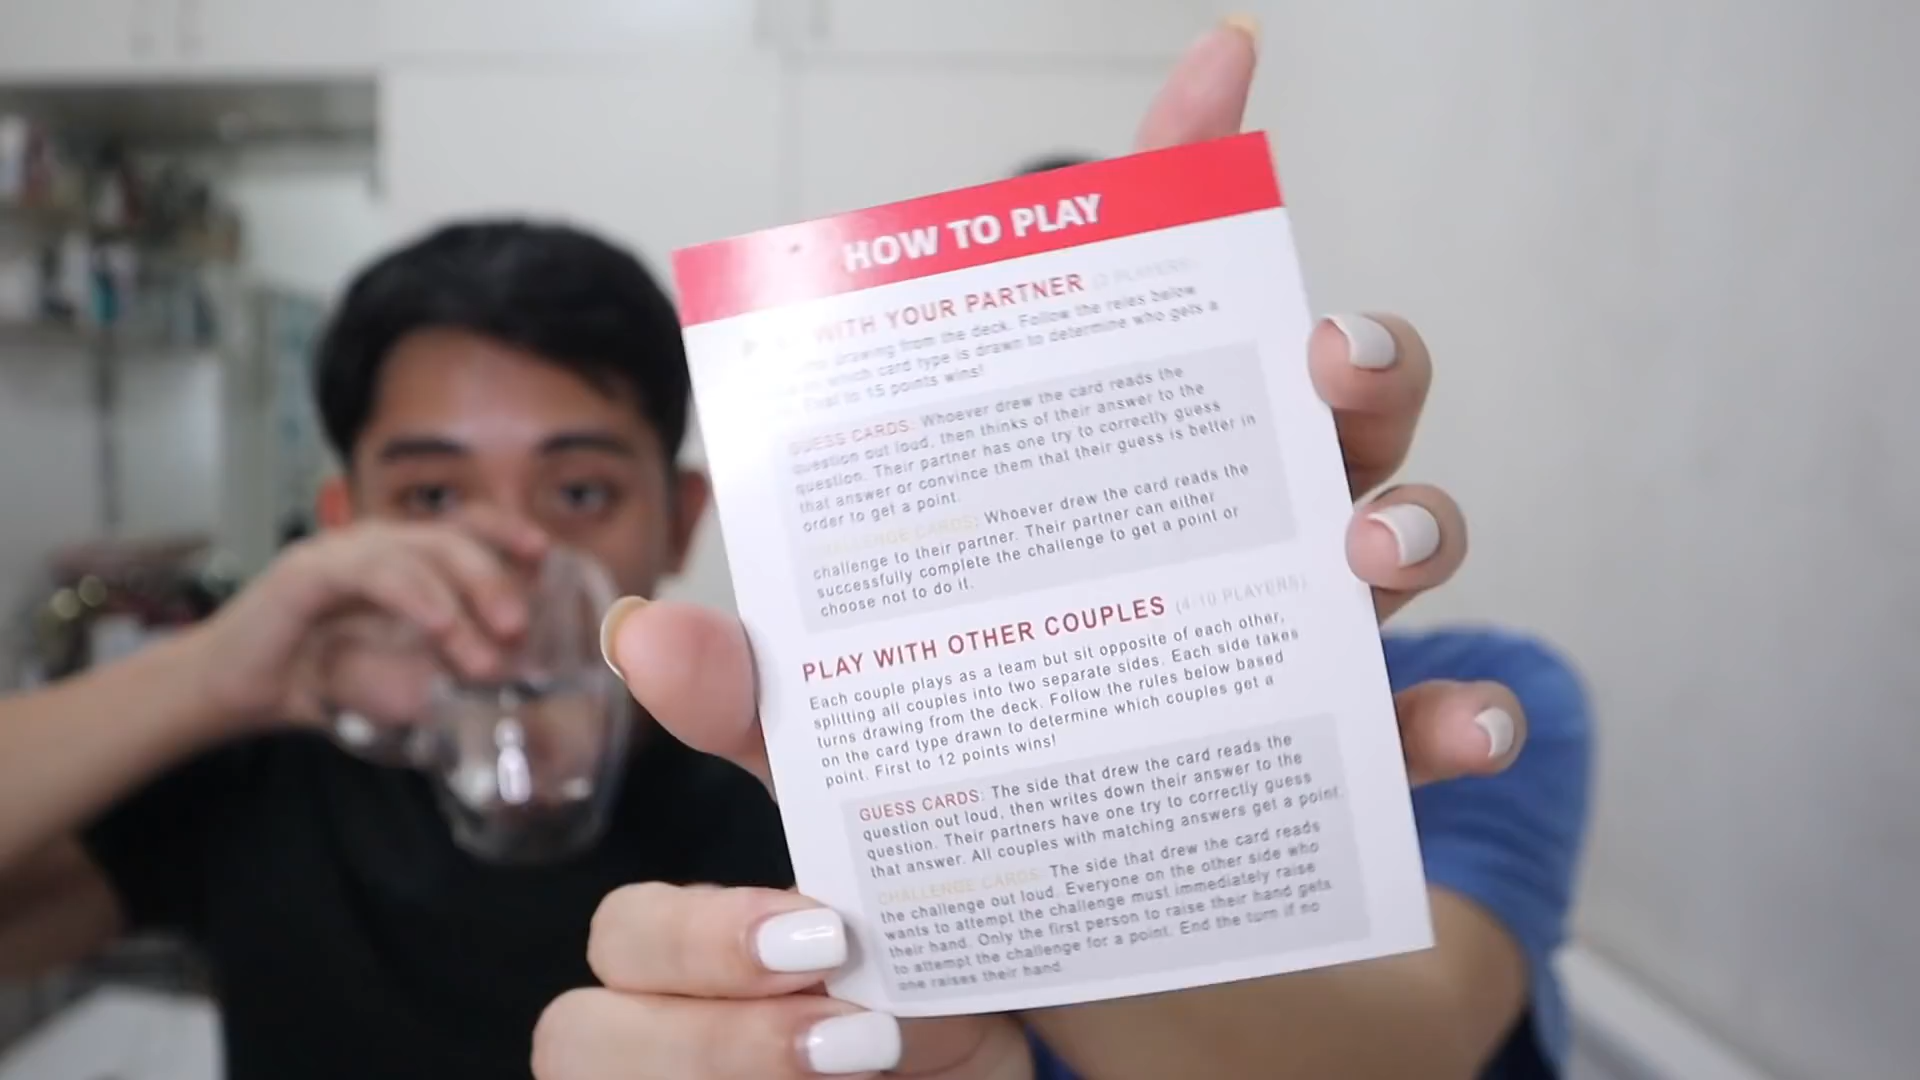 HOW TO PLAY
WITH YOUR PARTNER (2 PLAYERS)
drawing from the deck. Follow the rules below
which card type is drawn to determine who gets a
First to 15 points wins!
GUESS CARDS: Whoever drew the card reads the
question out loud, then thinks of their answer to the
question. Their partner has one try to correctly guess
that answer or convince them that their guess is better in
order to get a point.
CHALLENGE CARDS: Whoever drew the card reads the
challenge to their partner. Their partner can either
successfully complete the challenge to get a point or
choose not to do it.
PLAY WITH OTHER COUPLES (4-10 PLAYERS)
Each couple plays as a team but sit opposite of each other,
splitting all couples into two separate sides. Each side takes
turns drawing from the deck. Follow the rules below based
on the card type drawn to determine which couples get a
point. First to 12 points wins!
GUESS CARDS: The side that drew the card reads the
question out loud, then writes down their answer to the
question. Their partners have one try to correctly guess
that answer. All couples with matching answers get a point.
CHALLENGE CARDS: The side that drew the card reads
the challenge out loud. Everyone on the other side who
wants to attempt the challenge must immediately raise
their hand. Only the first person to raise their hand gets
to attempt the challenge for a point. End the turn if no
one raises their hand.